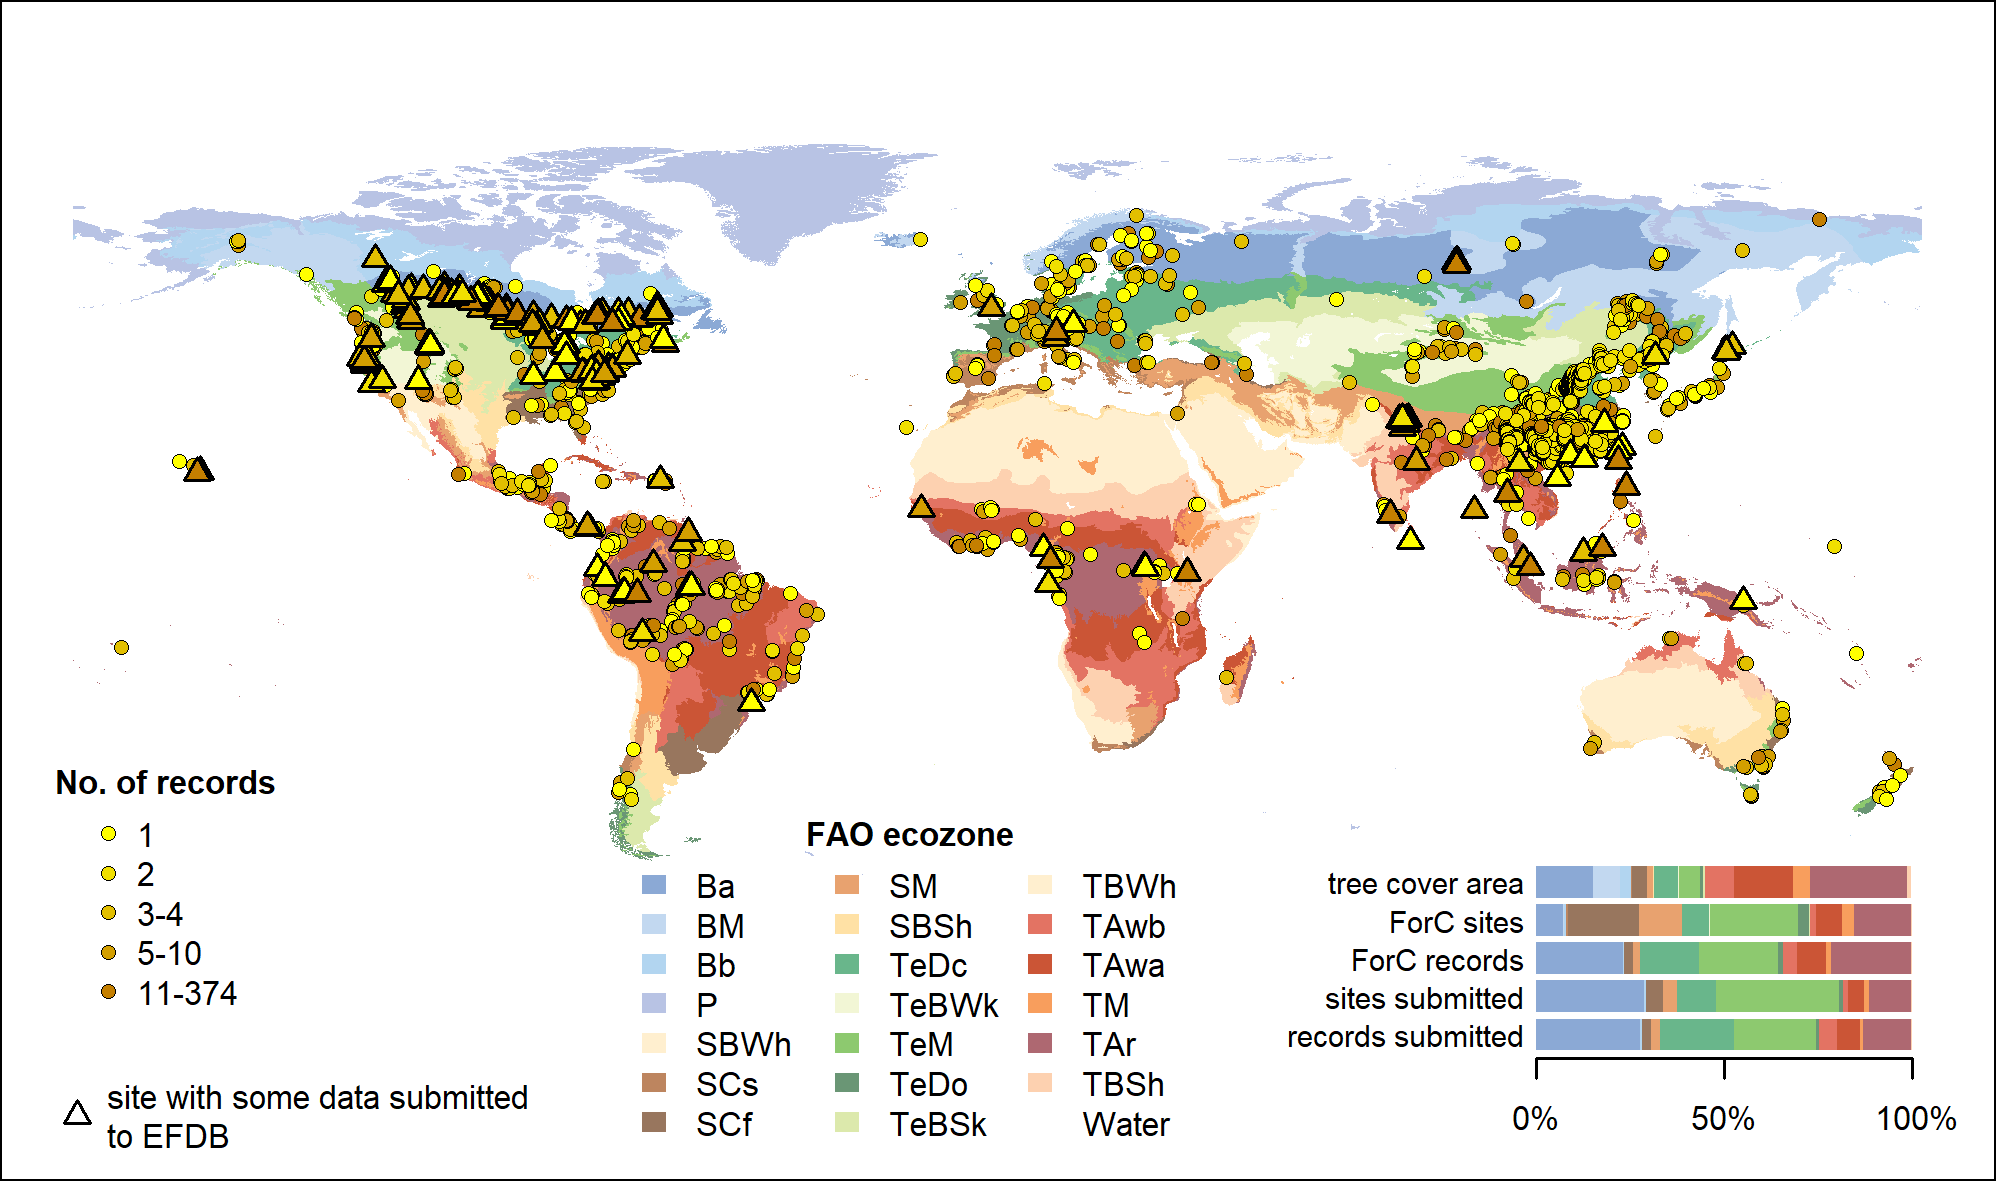 No. of records
1
2
3-4
5-10
11-374
site with some data submitted
to EFDB
FAO ecozone
Ba
BM
Bb
P
SBWh
SCs
SCf
SM
SBSh
TeDc
TeBWk
TeM
TeDo
TeBSk
TBWh
TAwb
TAwa
TM
TAr
TBSh
Water
tree cover area
ForC sites
ForC records
sites submitted
records submitted
0% 50% 100%